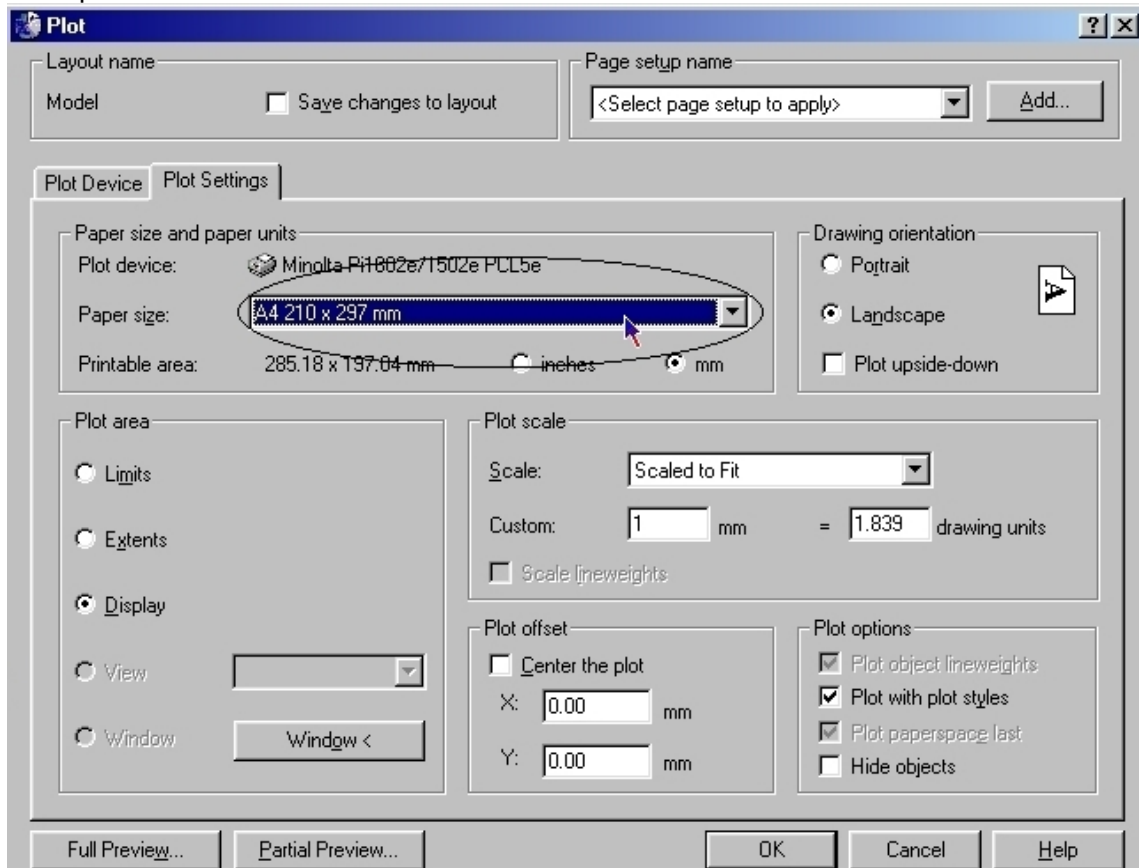 Plot
Layout name
Model
Save changes to layout
Page setup name
<Select page setup to apply>
Add...
Plot Device
Plot Settings
Paper size and paper units
Plot device:
Minolta Pi1802e/1502e PCL5e
Paper size:
A4 210 x 297 mm
Printable area:
285.18 x 197.04 mm
inches
mm
Drawing orientation
Portrait
Landscape
Plot upside-down
A
Plot area
Limits
Extents
Display
View
Window
Window <
Plot scale
Scale:
Scaled to Fit
Custom:
1
mm
=
1.839
drawing units
Scale lineweights
Plot offset
Center the plot
X:
0.00
mm
Y:
0.00
mm
Plot options
Plot object lineweights
Plot with plot styles
Plot paperspace last
Hide objects
Full Preview...
Partial Preview...
OK
Cancel
Help